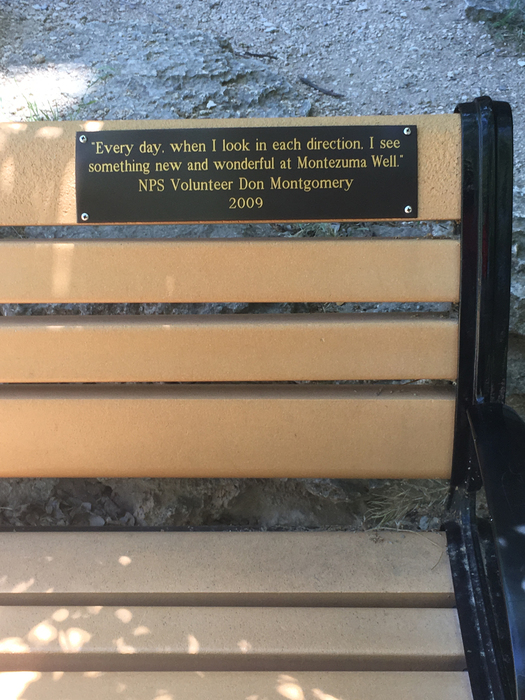 "Every day, when I look in each direction, I see
something new and wonderful at Montezuma Well."
NPS Volunteer Don Montgomery
2009